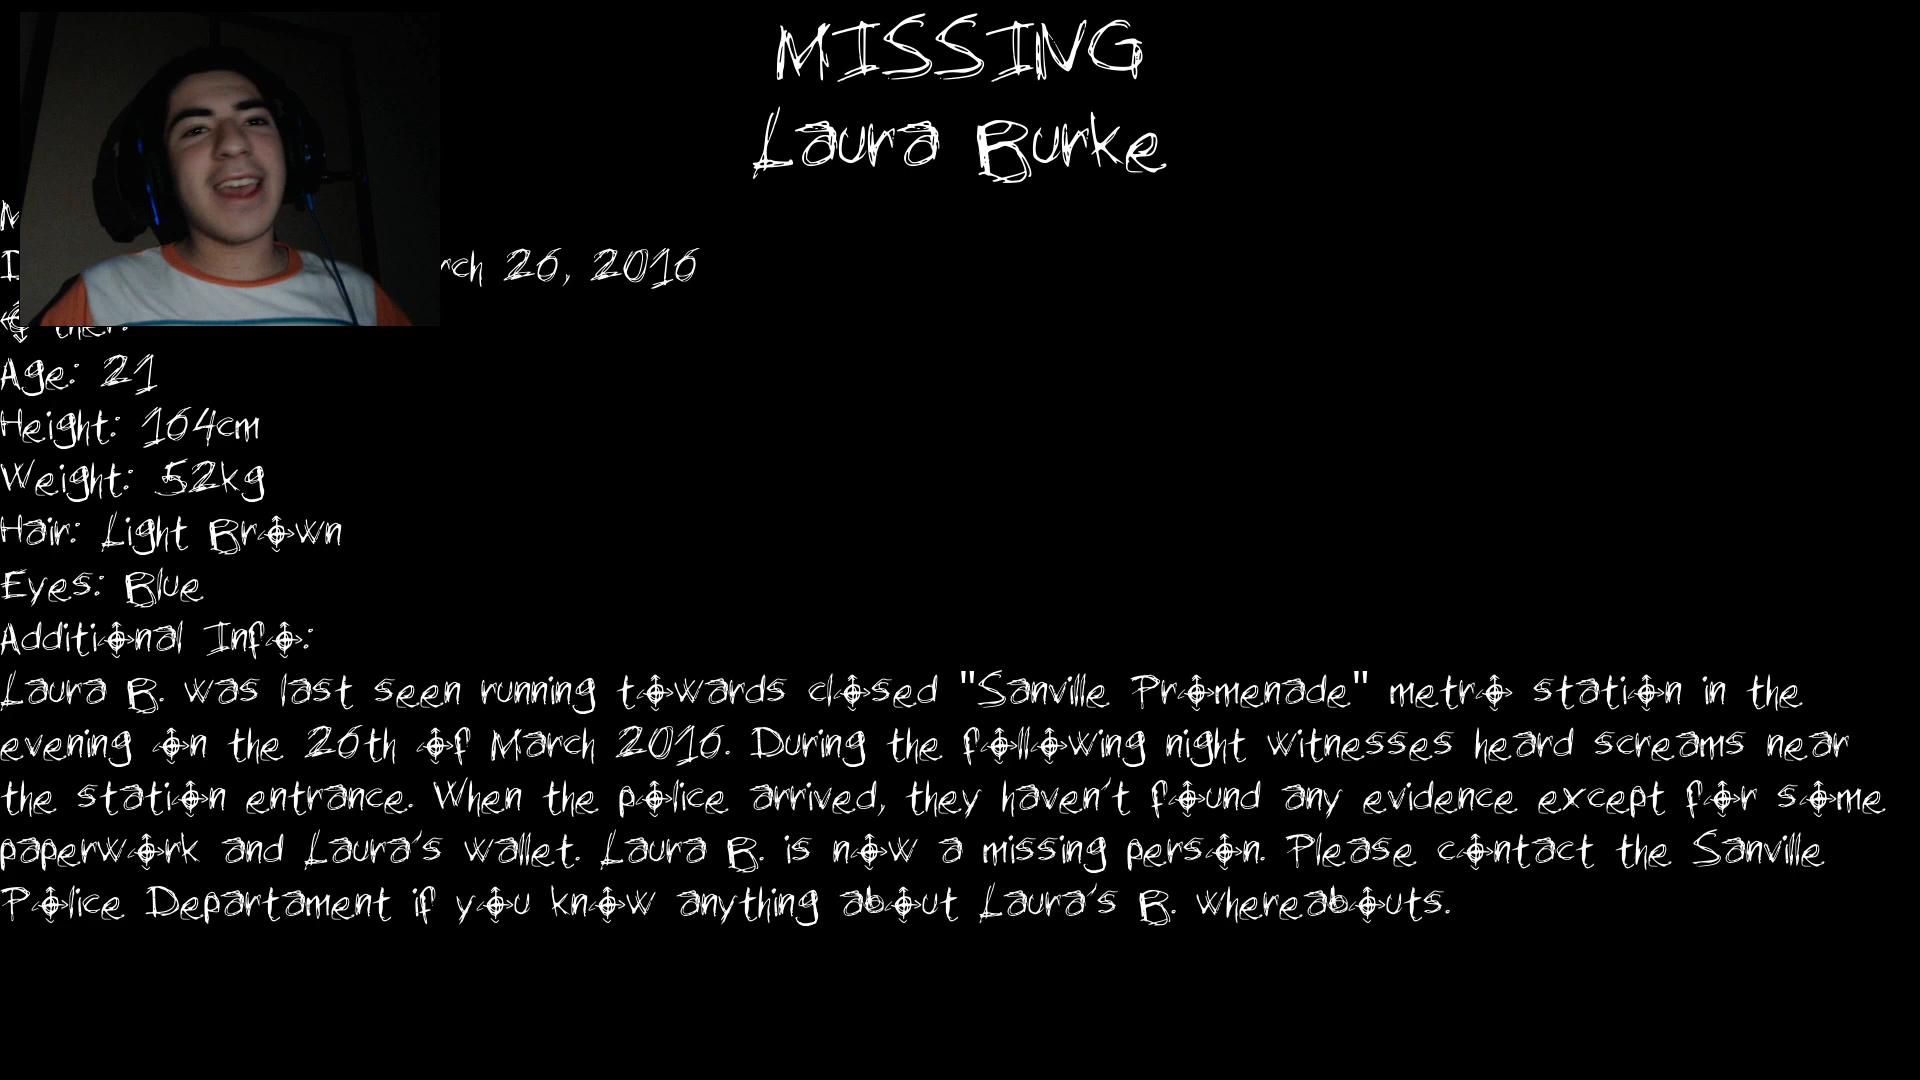 MISSING
Laura Burke
rch 26, 2016
ther:
Age: 21
Height: 164cm
Weight: 52kg
Hair: Light Brown
Eyes: Blue
Additional Info:
Laura B. was last seen running towards closed "Sanville Promenade" metro station in the
evening on the 26th of March 2016. During the following night witnesses heard screams near
the station entrance. When the police arrived, they haven't found any evidence except for some
paperwork and Laura's wallet. Laura B. is now a missing person. Please contact the Sanville
Police Departament if you know anything about Laura's B. whereabouts.